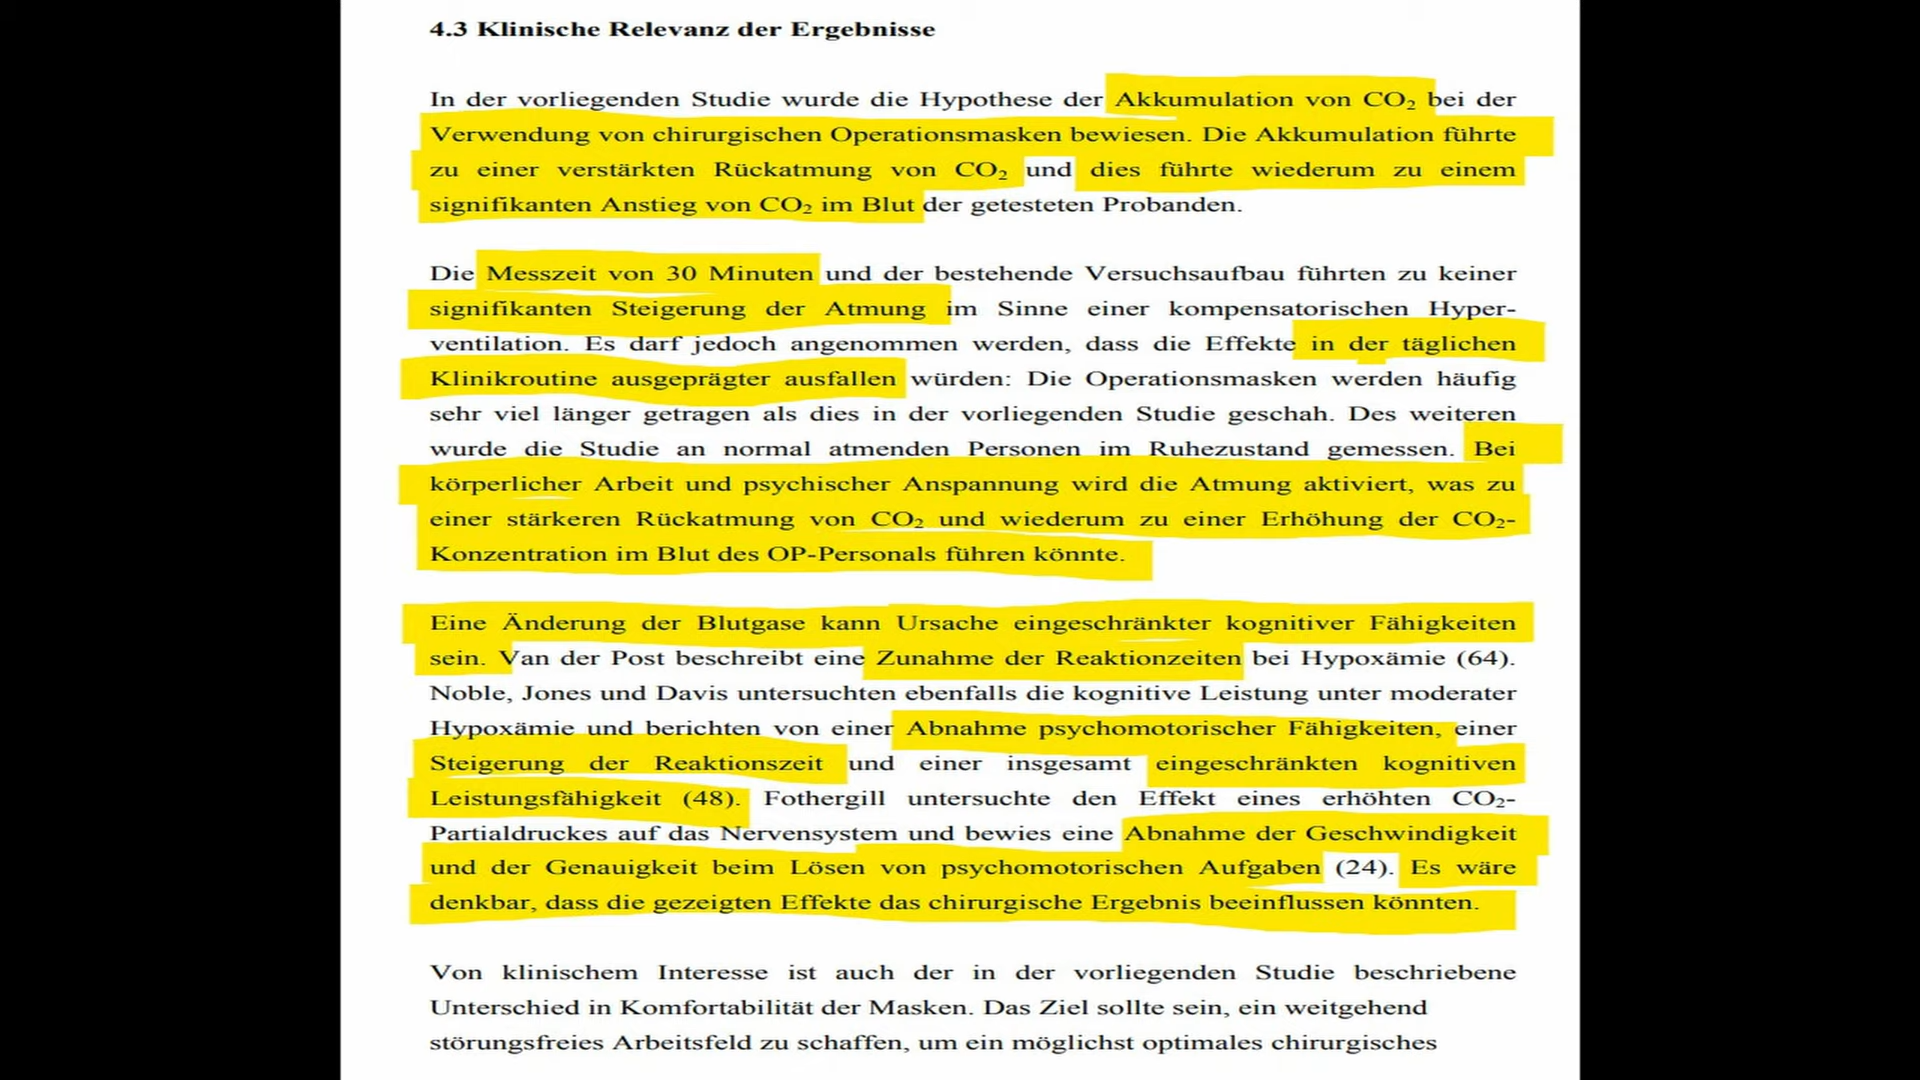 4.3 Klinische Relevanz der Ergebnisse
In der vorliegenden Studie wurde die Hypothese der Akkumulation von CO₂ bei der
Verwendung von chirurgischen Operationsmasken bewiesen. Die Akkumulation führte
zu einer verstärkten Rückatmung von CO₂ und dies führte wiederum zu einem
signifikanten Anstieg von CO₂ im Blut der getesteten Probanden.
Die Messzeit von 30 Minuten und der bestehende Versuchsaufbau führten zu keiner
signifikanten Steigerung der Atmung im Sinne einer kompensatorischen Hyper-
ventilation. Es darf jedoch angenommen werden, dass die Effekte in der täglichen
Klinikroutine ausgeprägter ausfallen würden: Die Operationsmasken werden häufig
sehr viel länger getragen als dies in der vorliegenden Studie geschah. Des weiteren
wurde die Studie an normal atmenden Personen im Ruhezustand gemessen. Bei
körperlicher Arbeit und psychischer Anspannung wird die Atmung aktiviert, was zu
einer stärkeren Rückatmung von CO₂ und wiederum zu einer Erhöhung der CO₂-
Konzentration im Blut des OP-Personals führen könnte.
Eine Änderung der Blutgase kann Ursache eingeschränkter kognitiver Fähigkeiten
sein. Van der Post beschreibt eine Zunahme der Reaktionzeiten bei Hypoxämie (64).
Noble, Jones und Davis untersuchten ebenfalls die kognitive Leistung unter moderater
Hypoxämie und berichten von einer Abnahme psychomotorischer Fähigkeiten, einer
Steigerung der Reaktionszeit und einer insgesamt eingeschränkten kognitiven
Leistungsfähigkeit (48). Fothergill untersuchte den Effekt eines erhöhten CO₂-
Partialdruckes auf das Nervensystem und bewies eine Abnahme der Geschwindigkeit
und der Genauigkeit beim Lösen von psychomotorischen Aufgaben (24). Es wäre
denkbar, dass die gezeigten Effekte das chirurgische Ergebnis beeinflussen könnten.
Von klinischem Interesse ist auch der in der vorliegenden Studie beschriebene
Unterschied in Komfortabilität der Masken. Das Ziel sollte sein, ein weitgehend
störungsfreies Arbeitsfeld zu schaffen, um ein möglichst optimales chirurgisches